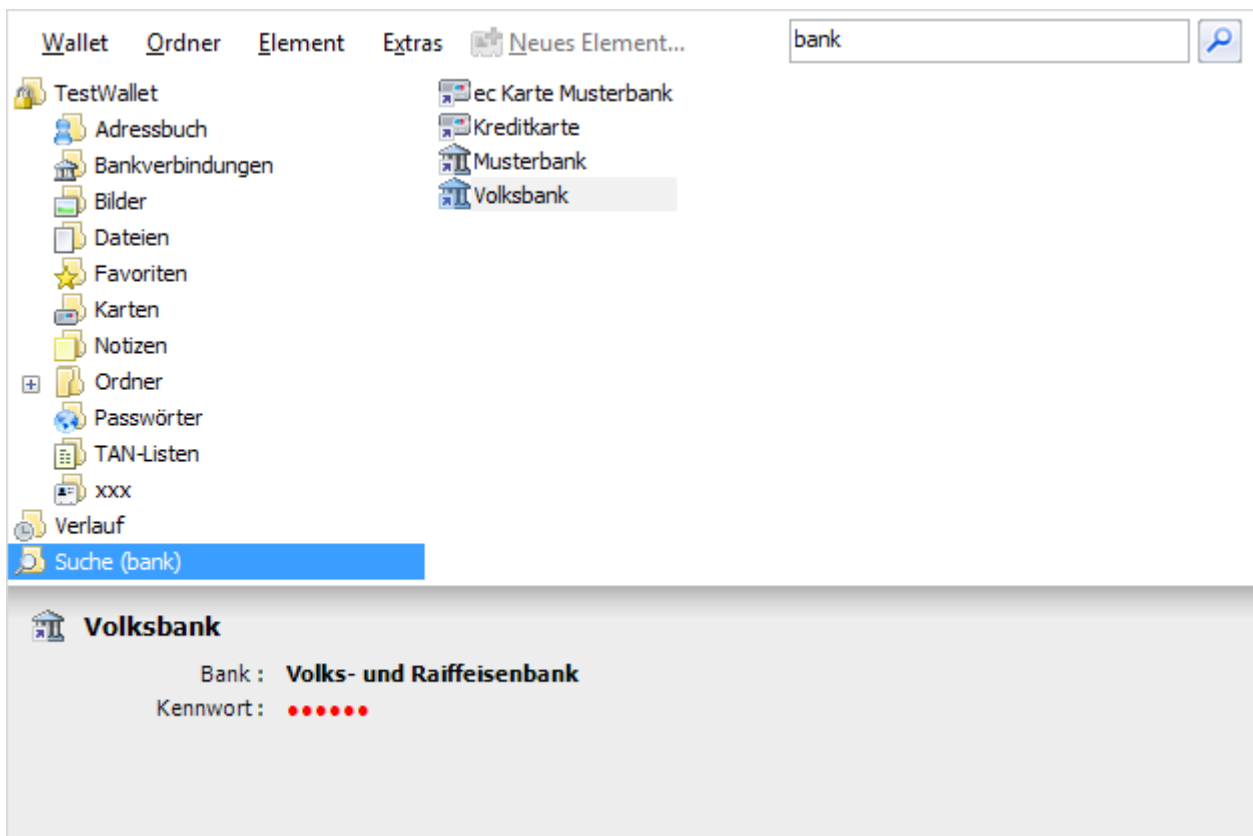 Wallet Ordner Element Extras Neues Element... bank
TestWallet
Adressbuch
Bankverbindungen
Bilder
Dateien
Favoriten
Karten
Notizen
Ordner
Passwörter
TAN-Listen
xxx
Verlauf
Suche (bank)
ec Karte Musterbank
Kreditkarte
Musterbank
Volksbank
Volksbank
Bank : Volks- und Raiffeisenbank
Kennwort : ●●●●●●